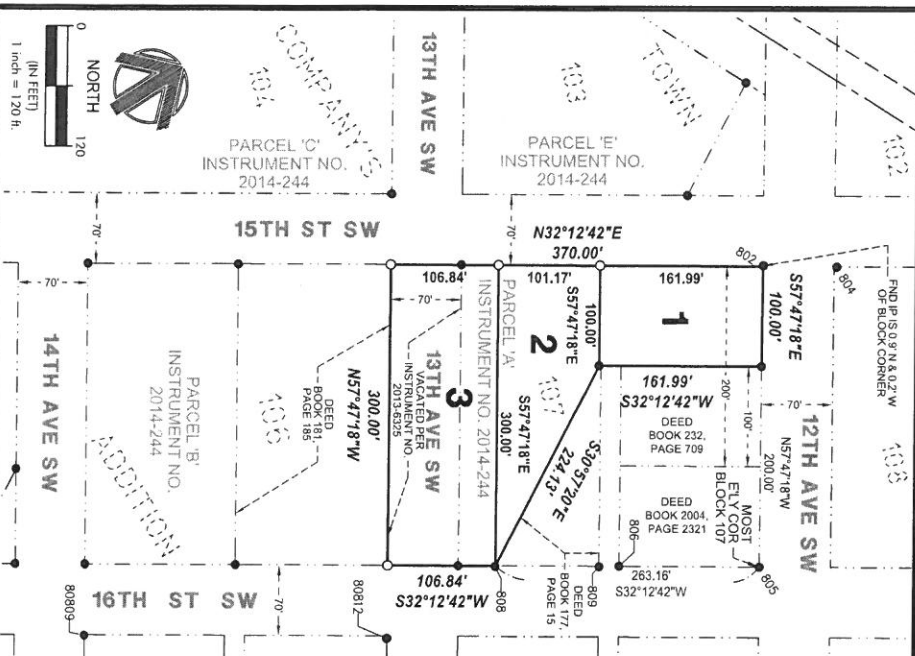 0
120
(IN FEET)
1 inch = 120 ft.
NORTH
COMPANY'S
104
PARCEL 'C'
INSTRUMENT NO.
2014-244
13TH AVE SW
TOWN
103
PARCEL 'E'
INSTRUMENT NO.
2014-244
102
70'
15TH ST SW
70'
N32°12'42"E
370.00'
802
804
FND IP IS 0.9' N & 0.2' W
OF BLOCK CORNER
106.84'
101.17'
161.99'
S57°47'18"E
100.00'
1
S57°47'18"E
100.00'
161.99'
S32°12'42"W
200'
100'
70'
12TH AVE SW
N57°47'18"W
200.00'
108
DEED
BOOK 232,
PAGE 709
DEED
BOOK 2004,
PAGE 2321
MOST
E'LY COR
BLOCK 107
805
806
263.16'
S32°12'42"W
2
107
PARCEL 'A'
INSTRUMENT NO. 2014-244
S57°47'18"E
300.00'
S30°57'20"E
224.13'
809
DEED
BOOK 177,
PAGE 15
808
3
70'
13TH AVE SW
VACATED PER
INSTRUMENT NO.
2013-6325
N57°47'18"W
300.00'
DEED
BOOK 181,
PAGE 185
106.84'
S32°12'42"W
106
PARCEL 'B'
INSTRUMENT NO.
2014-244
ADDITION
70'
14TH AVE SW
16TH ST SW
70'
80809
80812